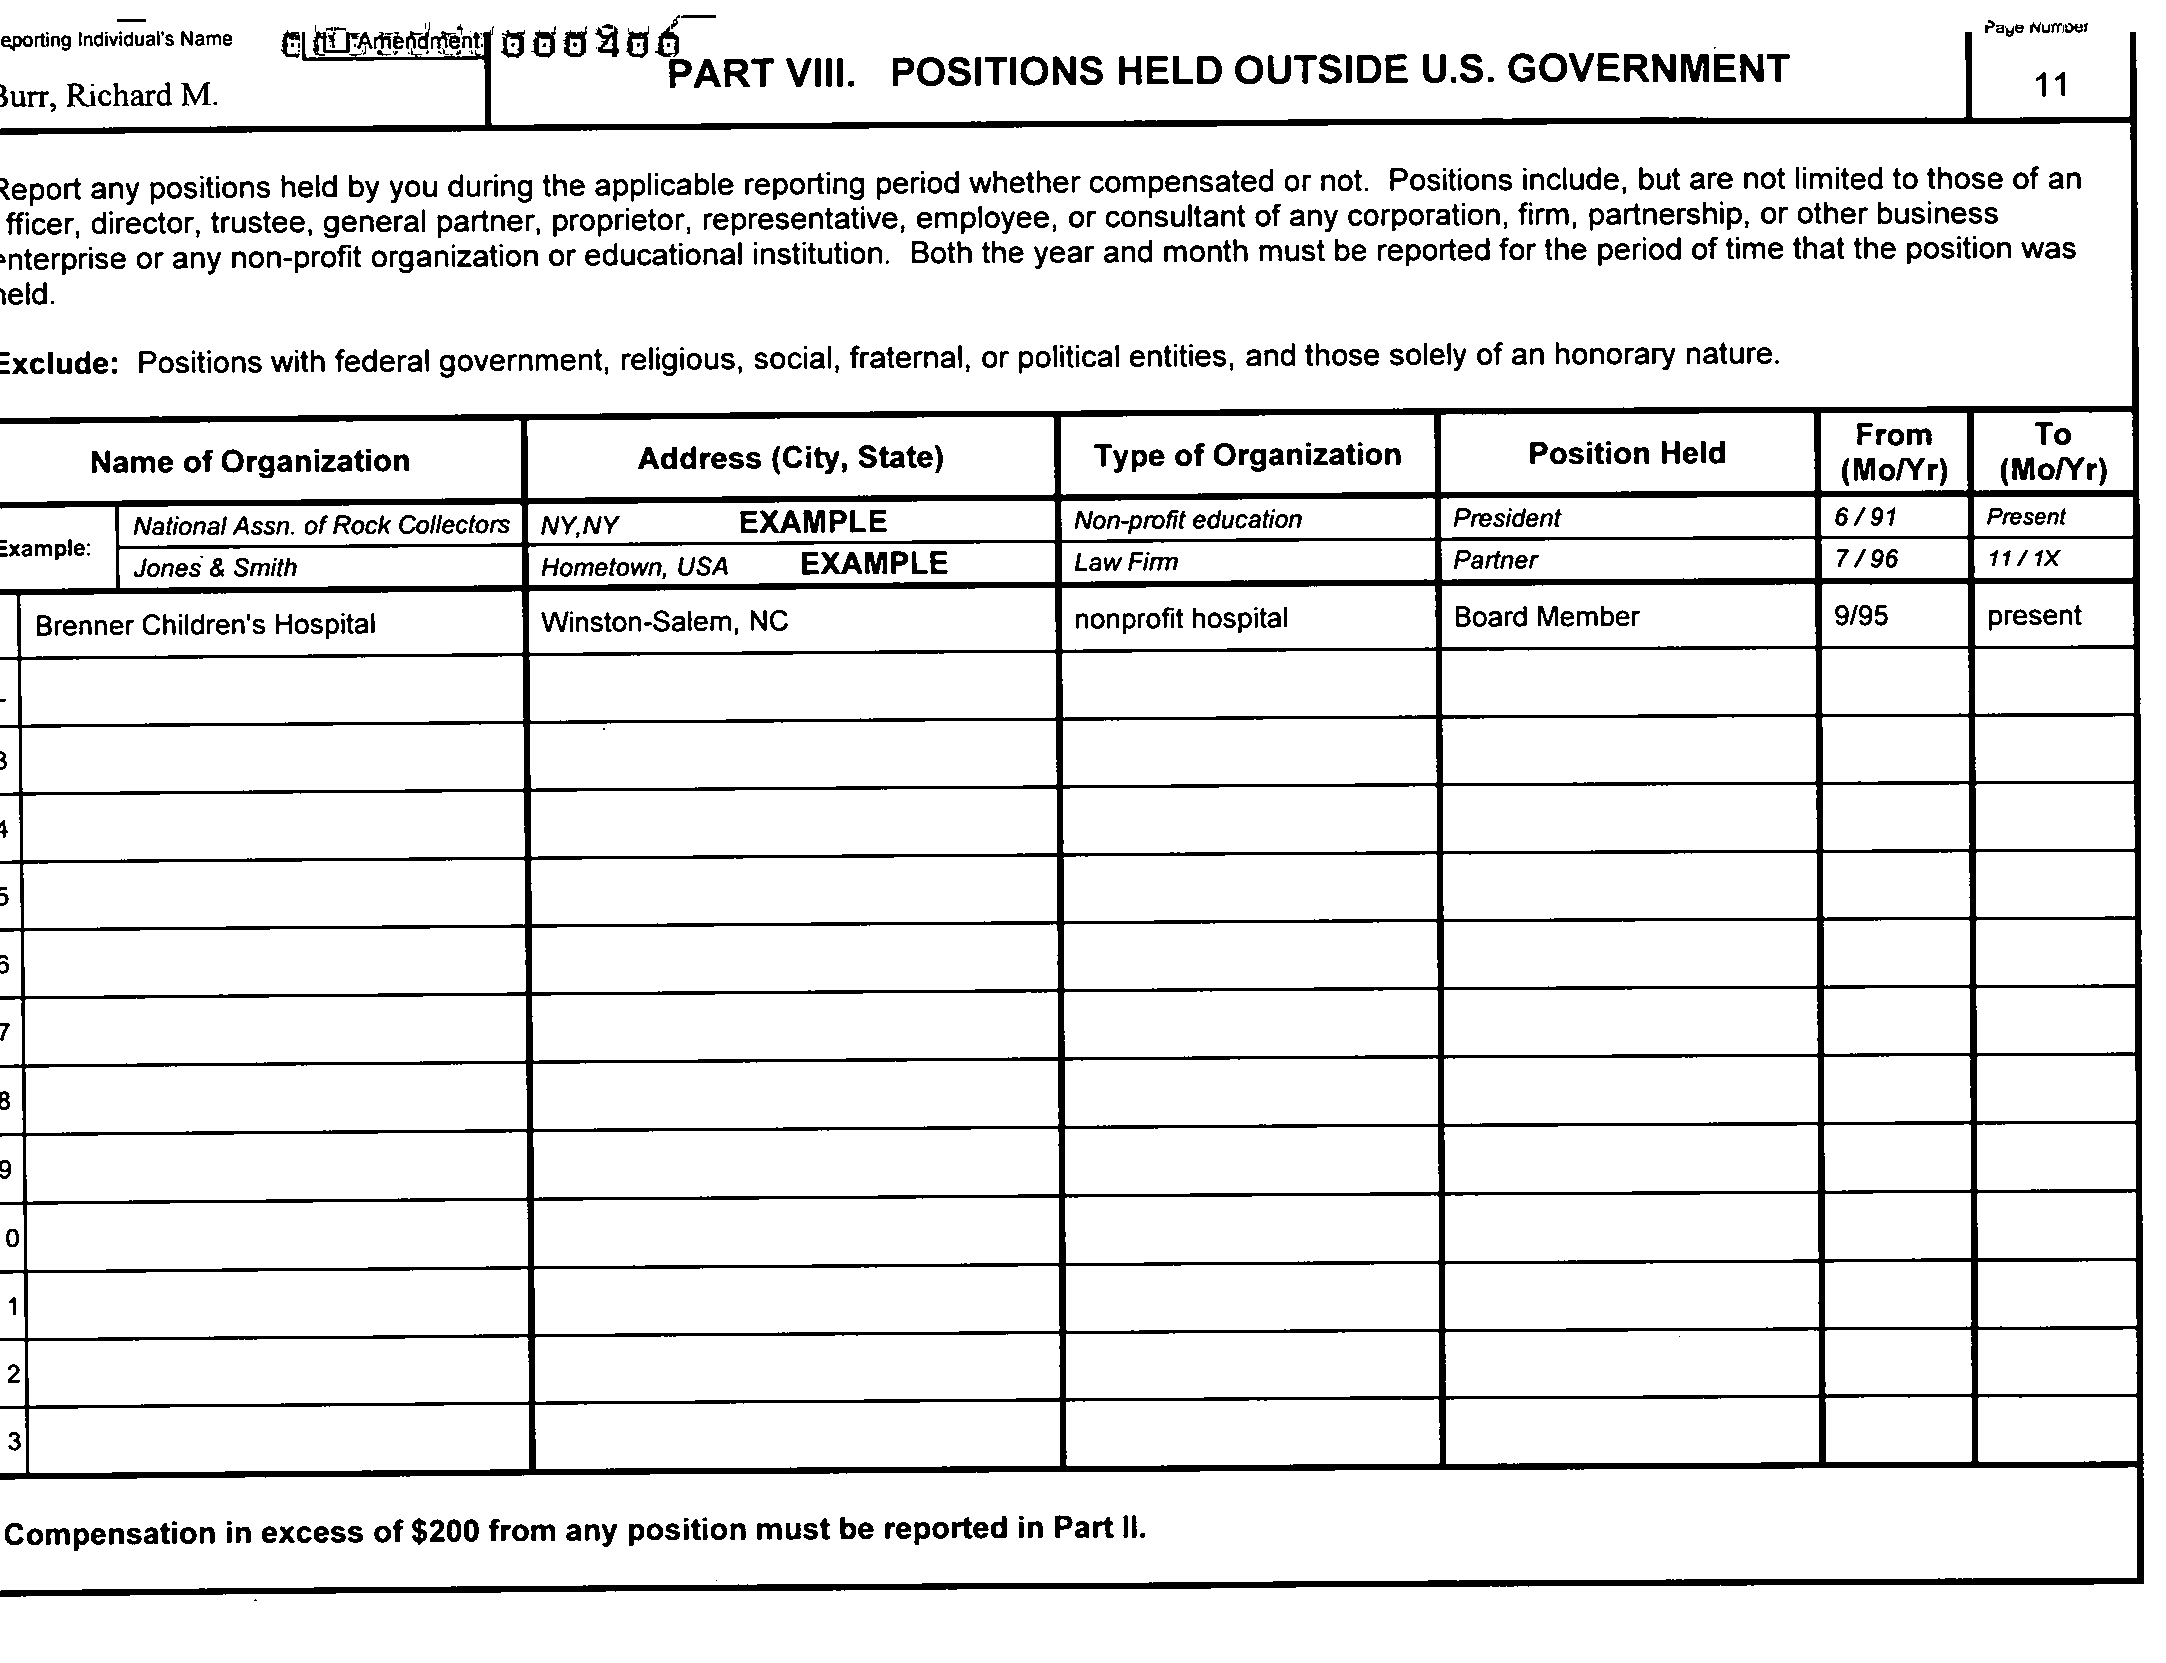 eporting Individual's Name Amendment
Page Number
Burr, Richard M.
PART VIII. POSITIONS HELD OUTSIDE U.S. GOVERNMENT
11
Report any positions held by you during the applicable reporting period whether compensated or not. Positions include, but are not limited to those of an
fficer, director, trustee, general partner, proprietor, representative, employee, or consultant of any corporation, firm, partnership, or other business
enterprise or any non-profit organization or educational institution. Both the year and month must be reported for the period of time that the position was
held.
Exclude: Positions with federal government, religious, social, fraternal, or political entities, and those solely of an honorary nature.
Name of Organization Address (City, State) Type of Organization Position Held From (Mo/Yr) To (Mo/Yr)
Example: National Assn. of Rock Collectors NY,NY EXAMPLE Non-profit education President 6 / 91 Present
Jones & Smith Hometown, USA EXAMPLE Law Firm Partner 7 / 96 11 / 1X
Brenner Children's Hospital Winston-Salem, NC nonprofit hospital Board Member 9/95 present
3
4
5
6
7
8
9
0
1
2
3
Compensation in excess of $200 from any position must be reported in Part II.